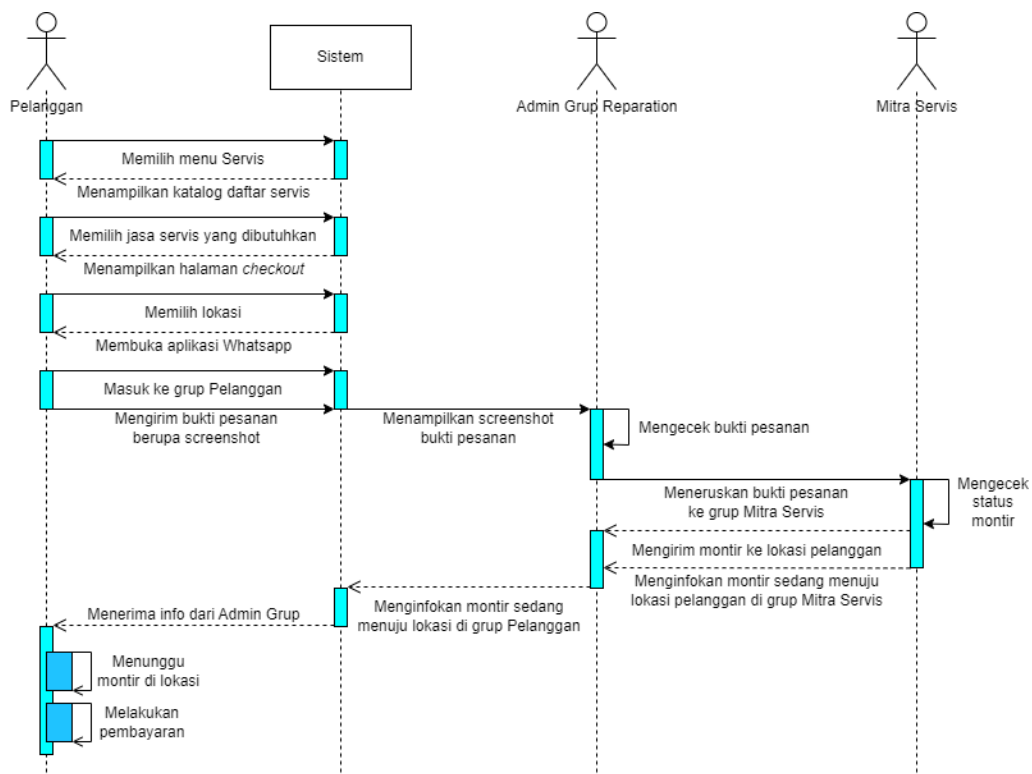 Sistem
Pelanggan
Admin Grup Reparation
Mitra Servis
Memilih menu Servis
Menampilkan katalog daftar servis
Memilih jasa servis yang dibutuhkan
Menampilkan halaman checkout
Memilih lokasi
Membuka aplikasi Whatsapp
Masuk ke grup Pelanggan
Mengirim bukti pesanan
berupa screenshot
Menampilkan screenshot
bukti pesanan
Mengecek bukti pesanan
Meneruskan bukti pesanan
ke grup Mitra Servis
Mengecek
status
montir
Mengirim montir ke lokasi pelanggan
Menginfokan montir sedang menuju
lokasi pelanggan di grup Mitra Servis
Menginfokan montir sedang
menuju lokasi di grup Pelanggan
Menerima info dari Admin Grup
Menunggu
montir di lokasi
Melakukan
pembayaran